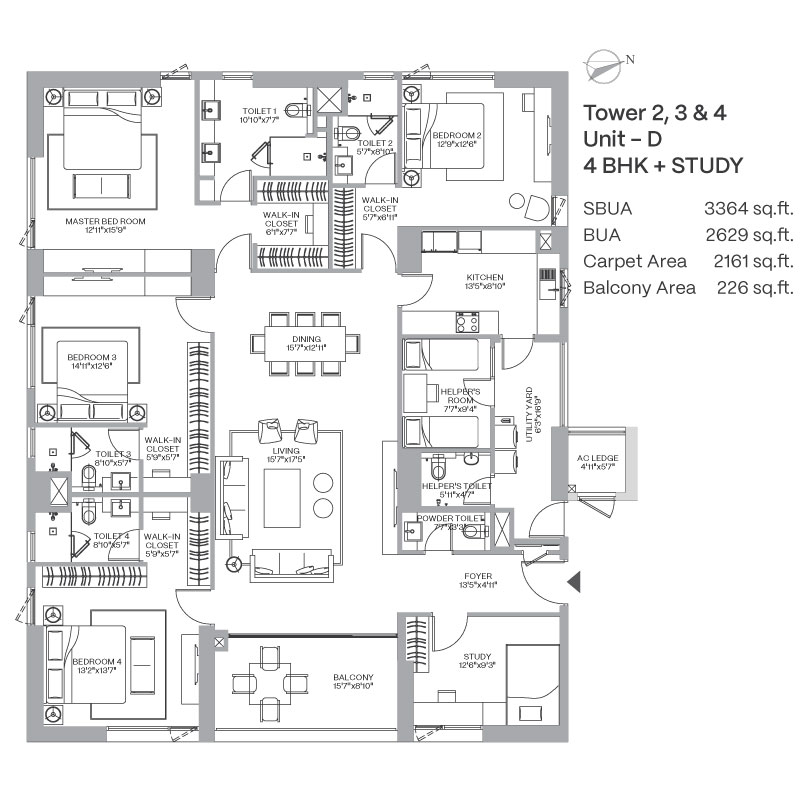 N
Tower 2, 3 & 4
Unit – D
4 BHK + STUDY
SBUA 3364 sq.ft.
BUA 2629 sq.ft.
Carpet Area 2161 sq.ft.
Balcony Area 226 sq.ft.
TOILET 1
10'10"x7'7"
TOILET 2
5'7"x8'10"
BEDROOM 2
12'9"x12'6"
MASTER BED ROOM
12'11"x15'9"
WALK-IN
CLOSET
6'1"x7'7"
WALK-IN
CLOSET
5'7"x6'11"
KITCHEN
13'5"x8'10"
DINING
15'7"x12'11"
BEDROOM 3
14'11"x12'6"
HELPER'S
ROOM
7'7"x9'4"
UTILITY YARD
6'3"x16'9"
WALK-IN
CLOSET
5'9"x5'7"
TOILET 3
8'10"x5'7"
LIVING
15'7"x17'5"
AC LEDGE
4'11"x5'7"
HELPER'S TOILET
5'11"x4'7"
POWDER TOILET
7'7"x3'3"
TOILET 4
8'10"x5'7"
WALK-IN
CLOSET
5'9"x5'7"
FOYER
13'5"x4'11"
BEDROOM 4
13'2"x13'7"
BALCONY
15'7"x8'10"
STUDY
12'6"x9'3"